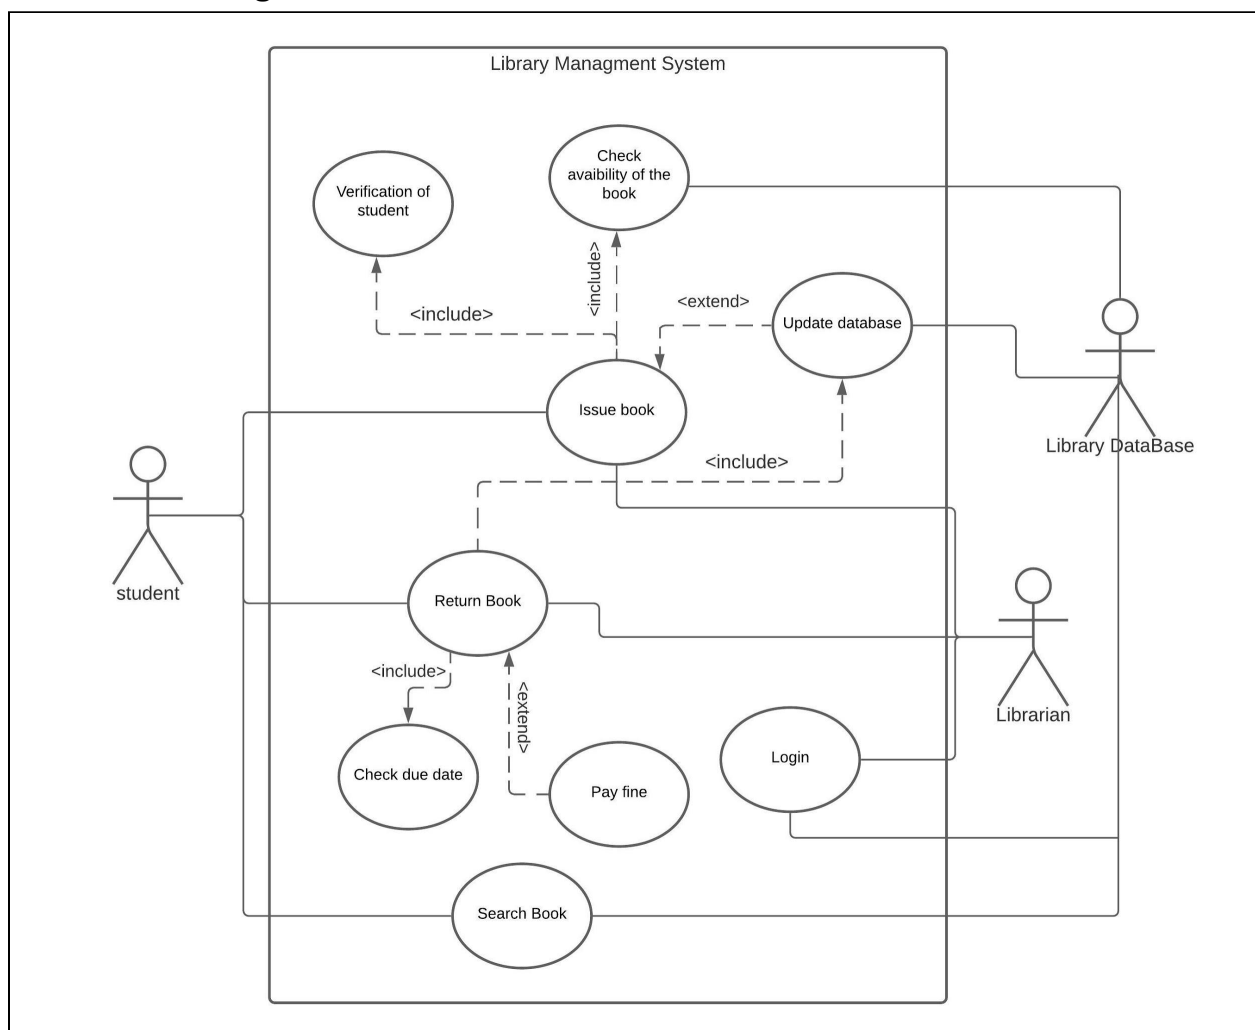 Library Managment System
Check
avaibility of the
book
Verification of
student
<include>
<include>
<extend>
Update database
Issue book
Library DataBase
<include>
student
Return Book
<include>
<extend>
Librarian
Check due date
Pay fine
Login
Search Book